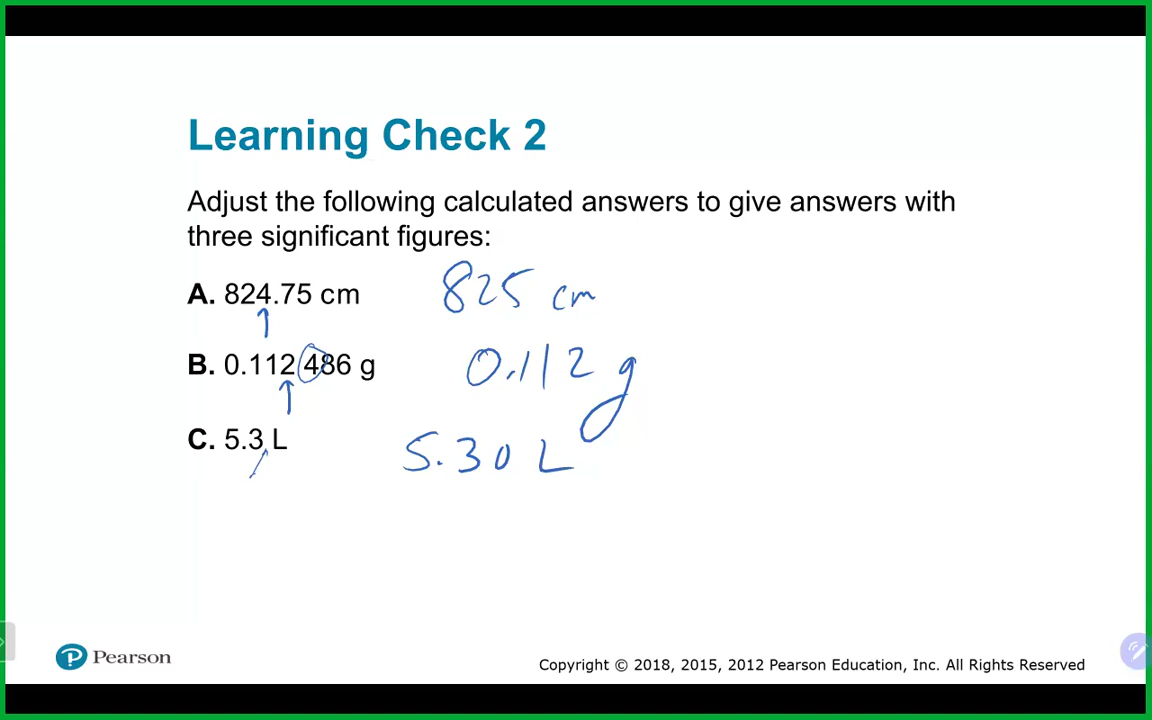 Learning Check 2
Adjust the following calculated answers to give answers with
three significant figures:
A. 824.75 cm 825 cm
B. 0.112 486 g 0.112 g
C. 5.3 L 5.30 L
Pearson
Copyright © 2018, 2015, 2012 Pearson Education, Inc. All Rights Reserved